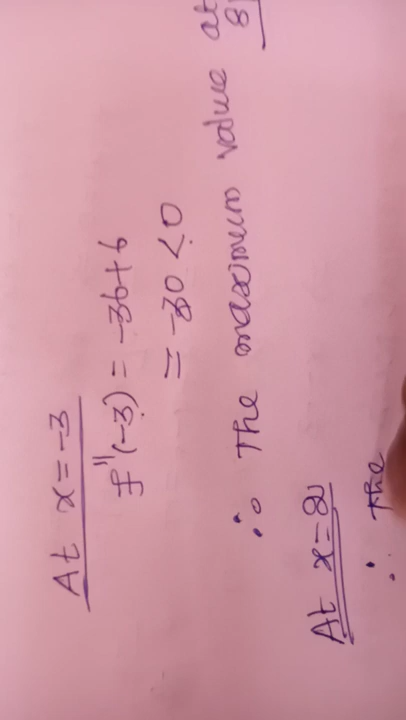 At x=-3
f"(-3) = -36+6
= -30 < 0
∴ The maximum value at
At x=2
∴ The